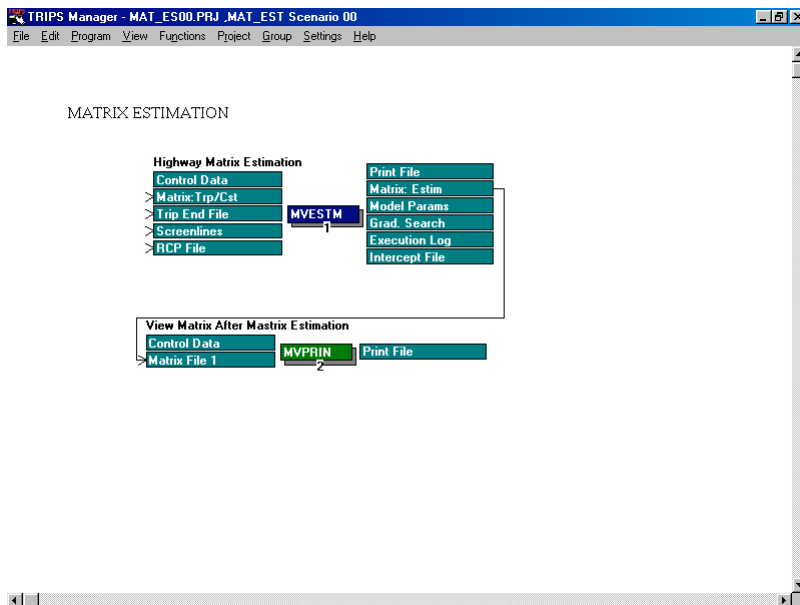 TRIPS Manager - MAT_ES00.PRJ ,MAT_EST Scenario 00
File Edit Program View Functions Project Group Settings Help
MATRIX ESTIMATION
Highway Matrix Estimation
Control Data
Matrix:Trp/Cst
Trip End File
Screenlines
RCP File
MVESTM
1
Print File
Matrix: Estim
Model Params
Grad. Search
Execution Log
Intercept File
View Matrix After Mastrix Estimation
Control Data
Matrix File 1
MVPRIN
2
Print File